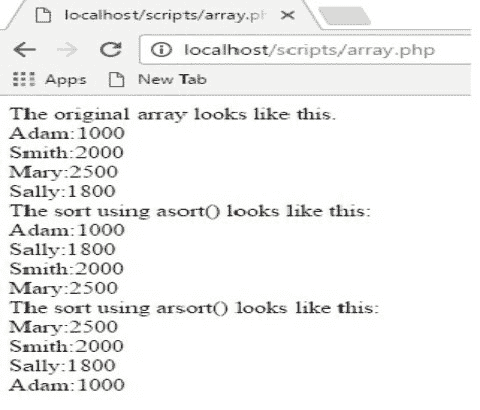 localhost/scripts/array.ph
localhost/scripts/array.php
Apps New Tab
The original array looks like this.
Adam:1000
Smith:2000
Mary:2500
Sally:1800
The sort using asort() looks like this:
Adam:1000
Sally:1800
Smith:2000
Mary:2500
The sort using arsort() looks like this:
Mary:2500
Smith:2000
Sally:1800
Adam:1000